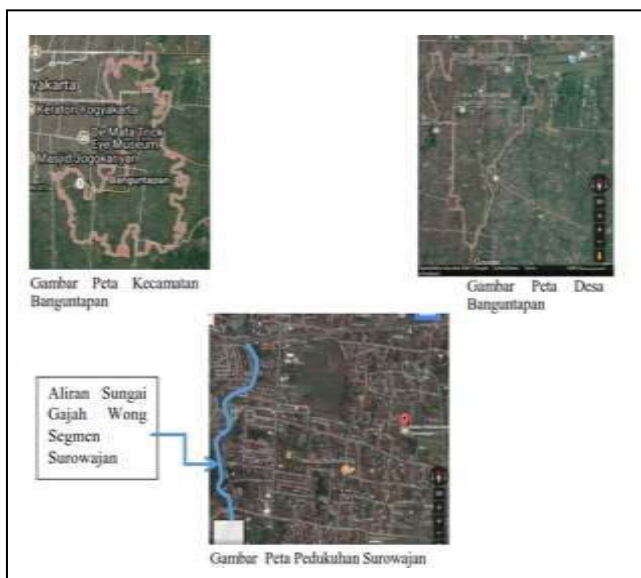 yakarta
Keraton Yogyakarta
De Mata Trick
Eye Museum
Masjid Jogokariyan
Banguntapan
Gambar Peta Kecamatan
Banguntapan
Gambar Peta Desa
Banguntapan
Aliran Sungai
Gajah Wong
Segmen
Surowajan
Gambar Peta Pedukuhan Surowajan